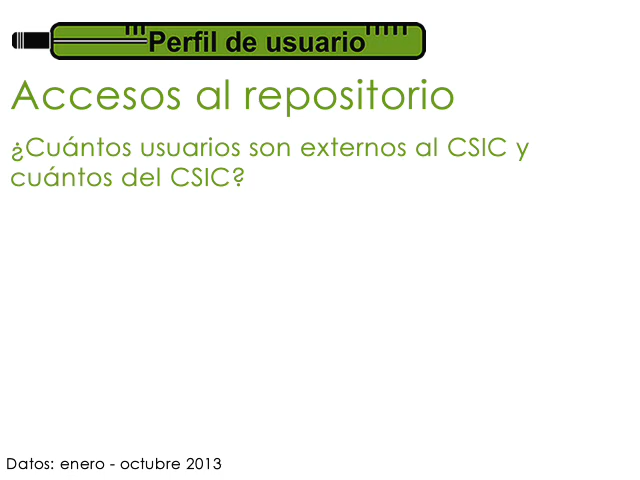 Perfil de usuario
Accesos al repositorio
¿Cuántos usuarios son externos al CSIC y
cuántos del CSIC?
Datos: enero - octubre 2013